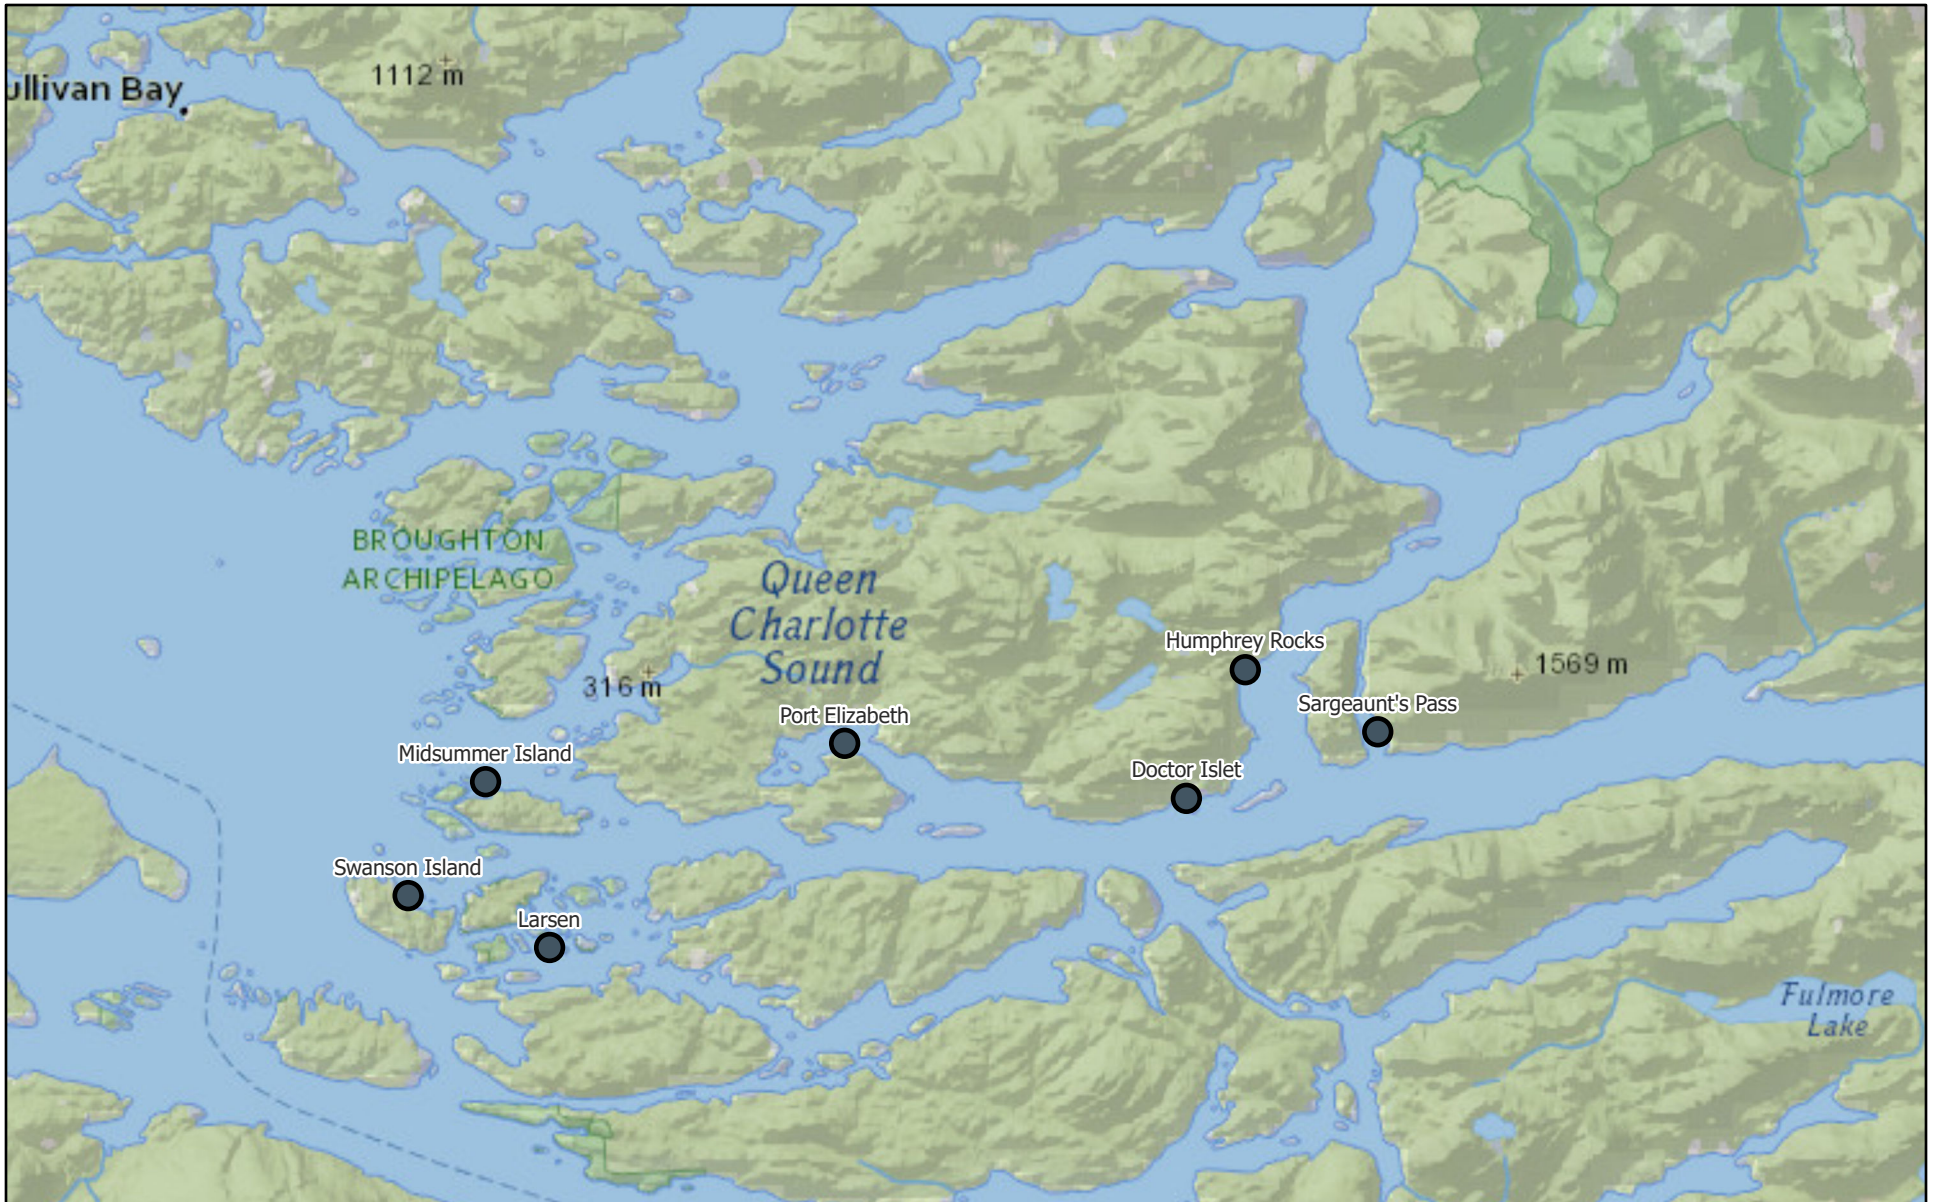 1112 m
ullivan Bay
BROUGHTON
ARCHIPELAGO
Queen
Charlotte
Sound
Humphrey Rocks
316 m
1569 m
Port Elizabeth
Sargeaunt's Pass
Midsummer Island
Doctor Islet
Swanson Island
Larsen
Fulmore
Lake